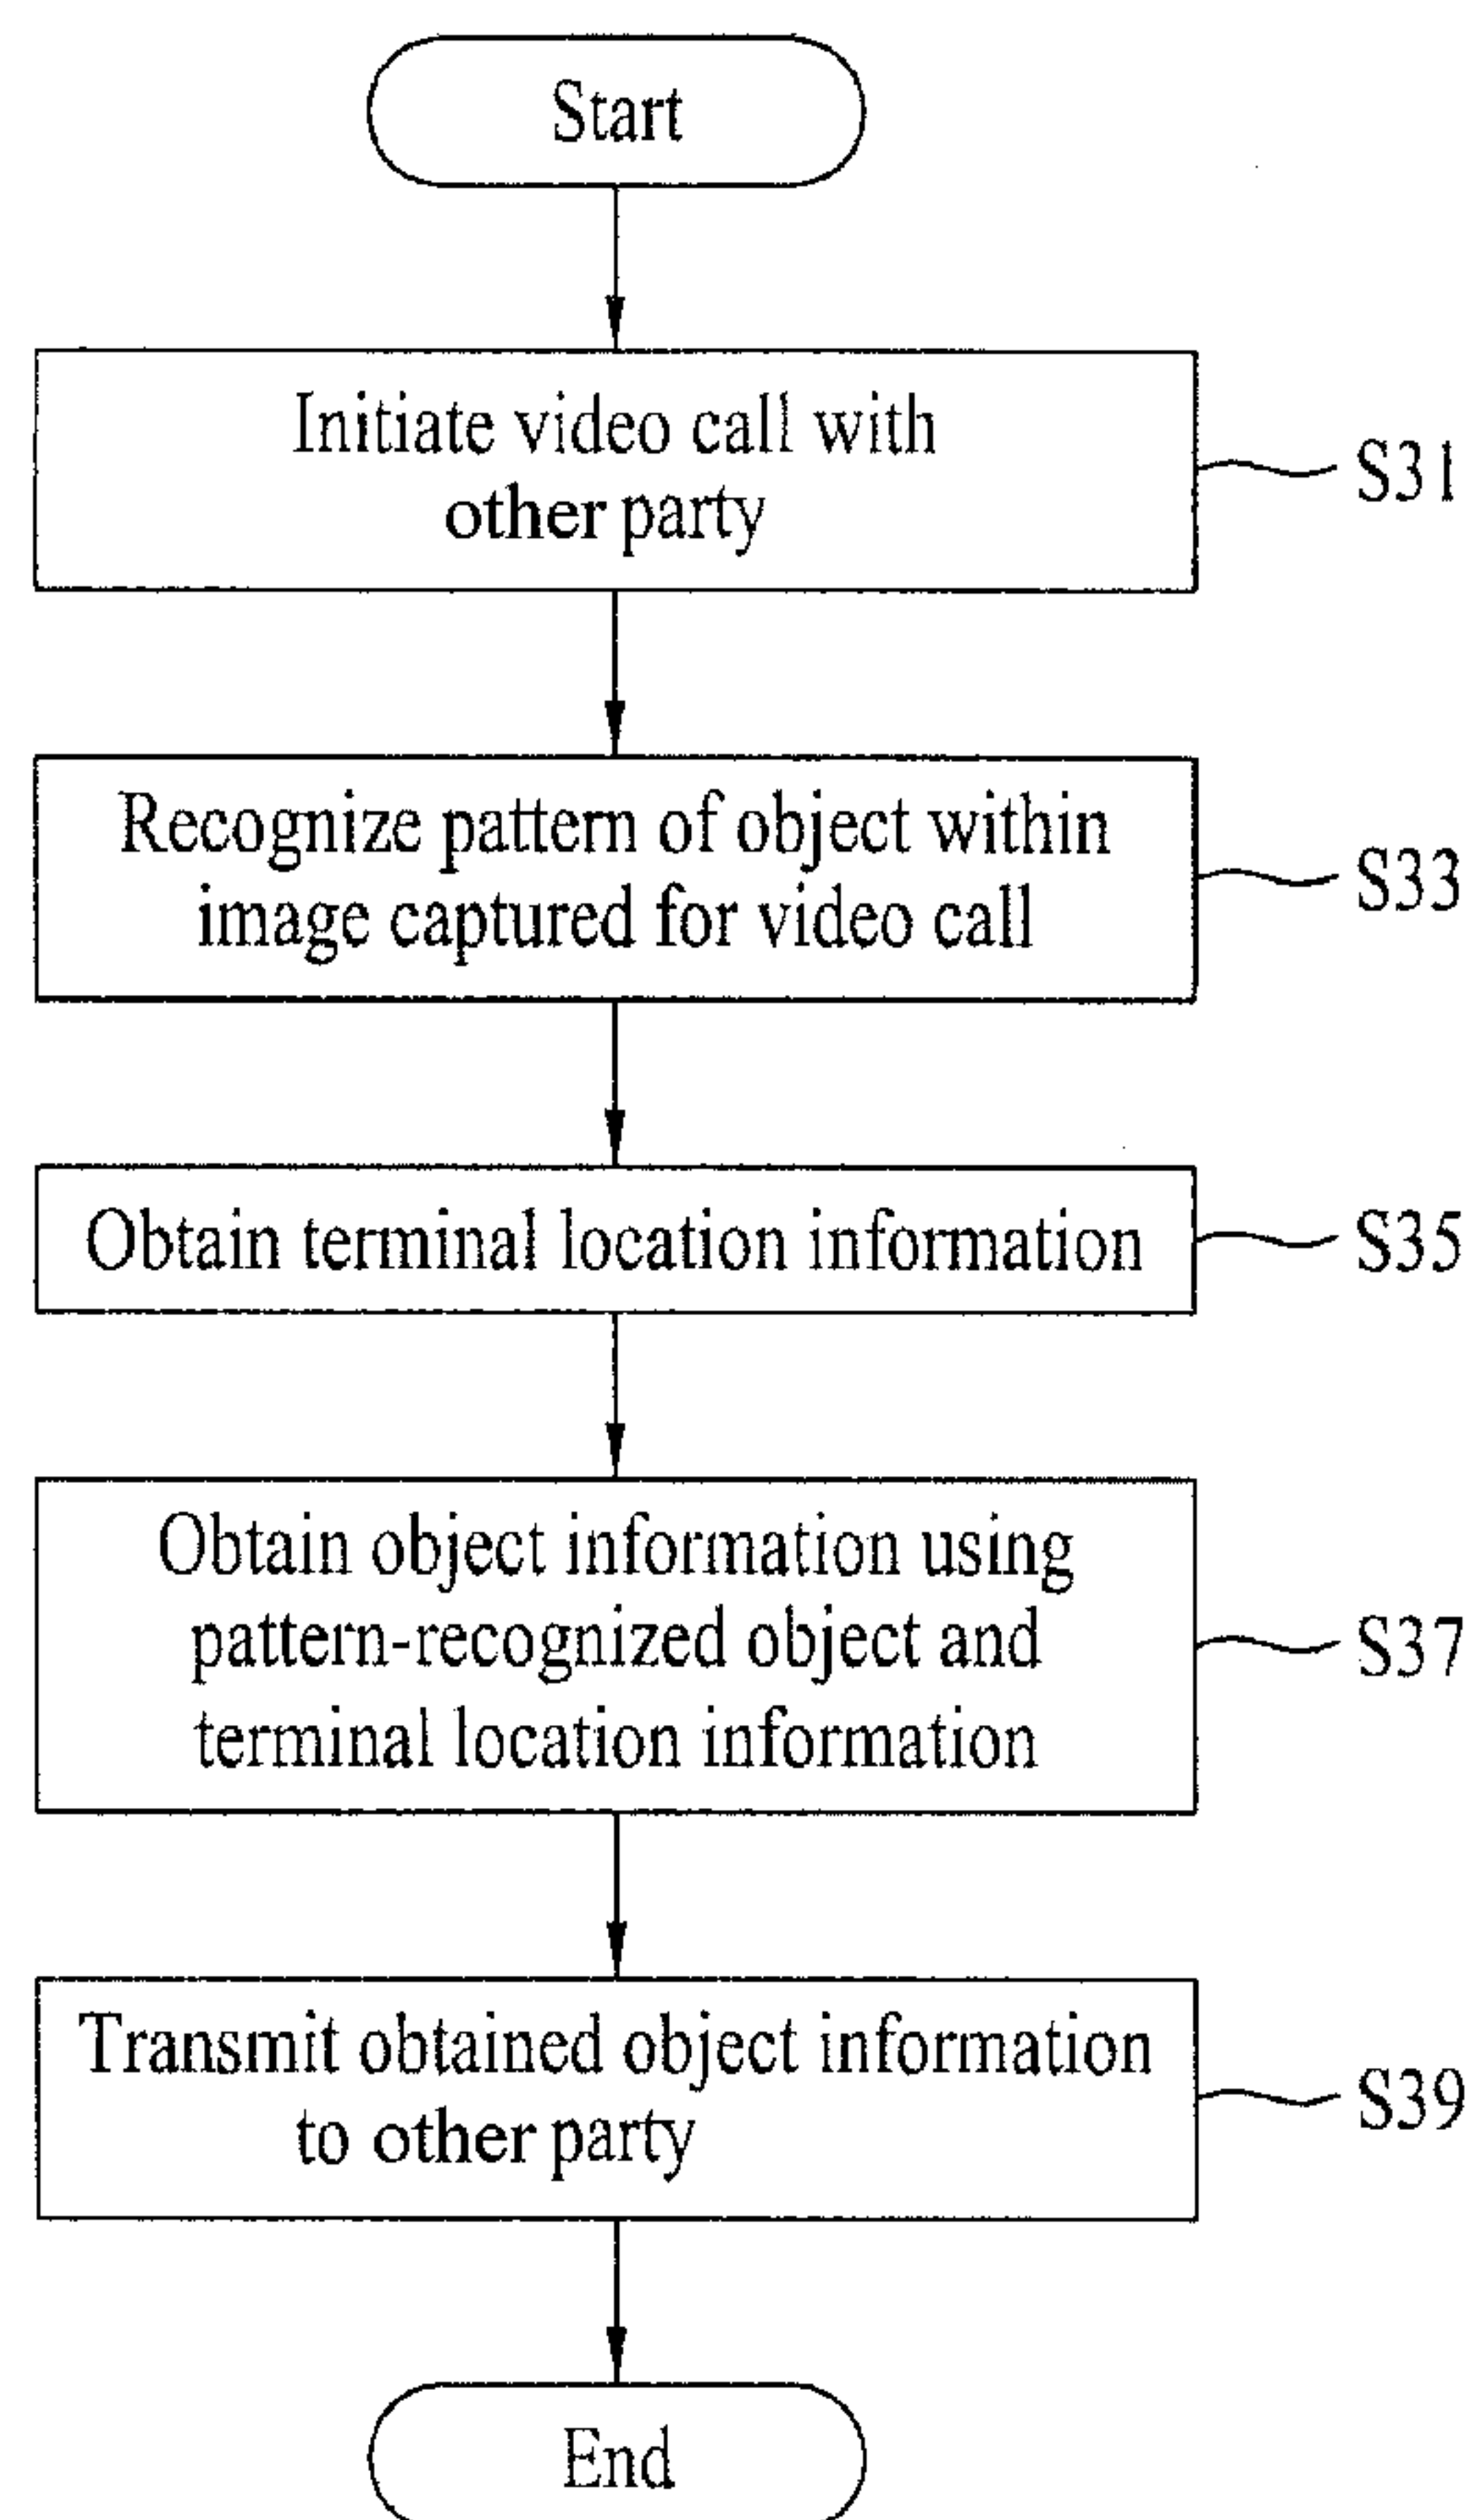 Start
Initiate video call with
other party
S31
Recognize pattern of object within
image captured for video call
S33
Obtain terminal location information
S35
Obtain object information using
pattern-recognized object and
terminal location information
S37
Transmit obtained object information
to other party
S39
End